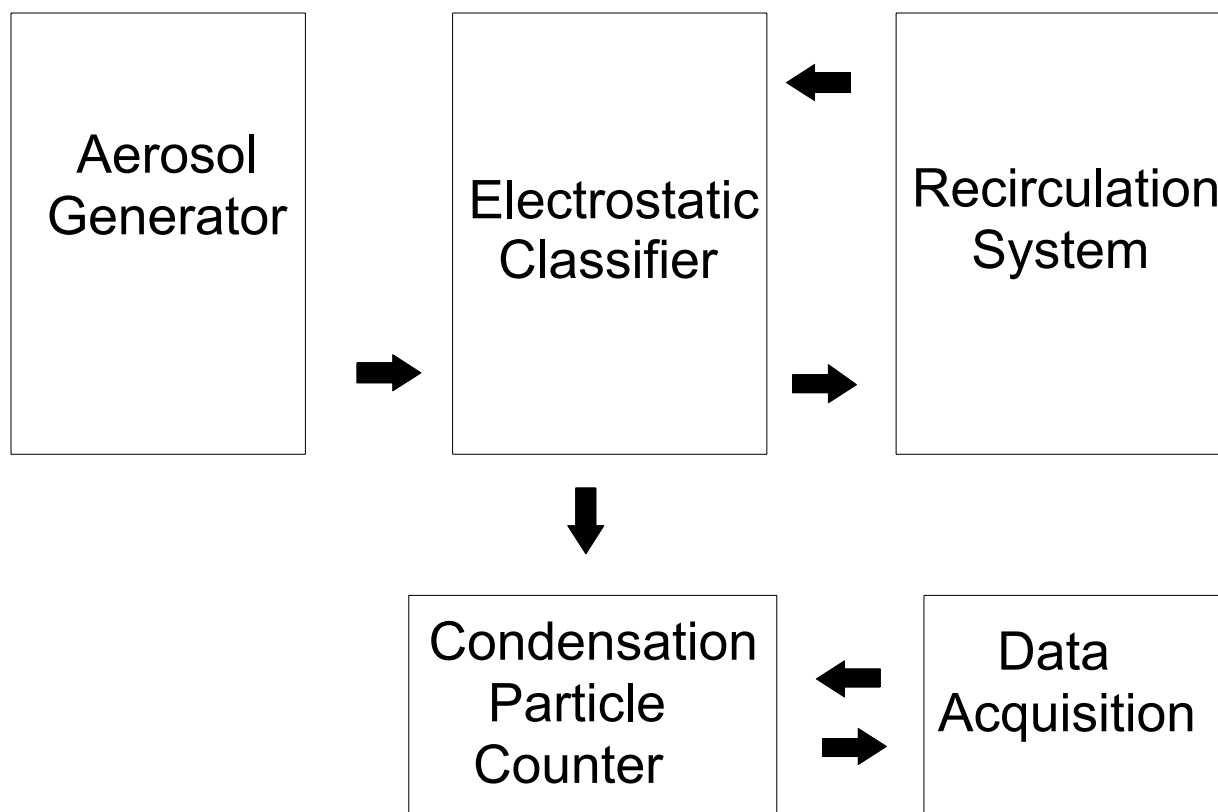 Aerosol
Generator
Electrostatic
Classifier
Recirculation
System
Condensation
Particle
Counter
Data
Acquisition